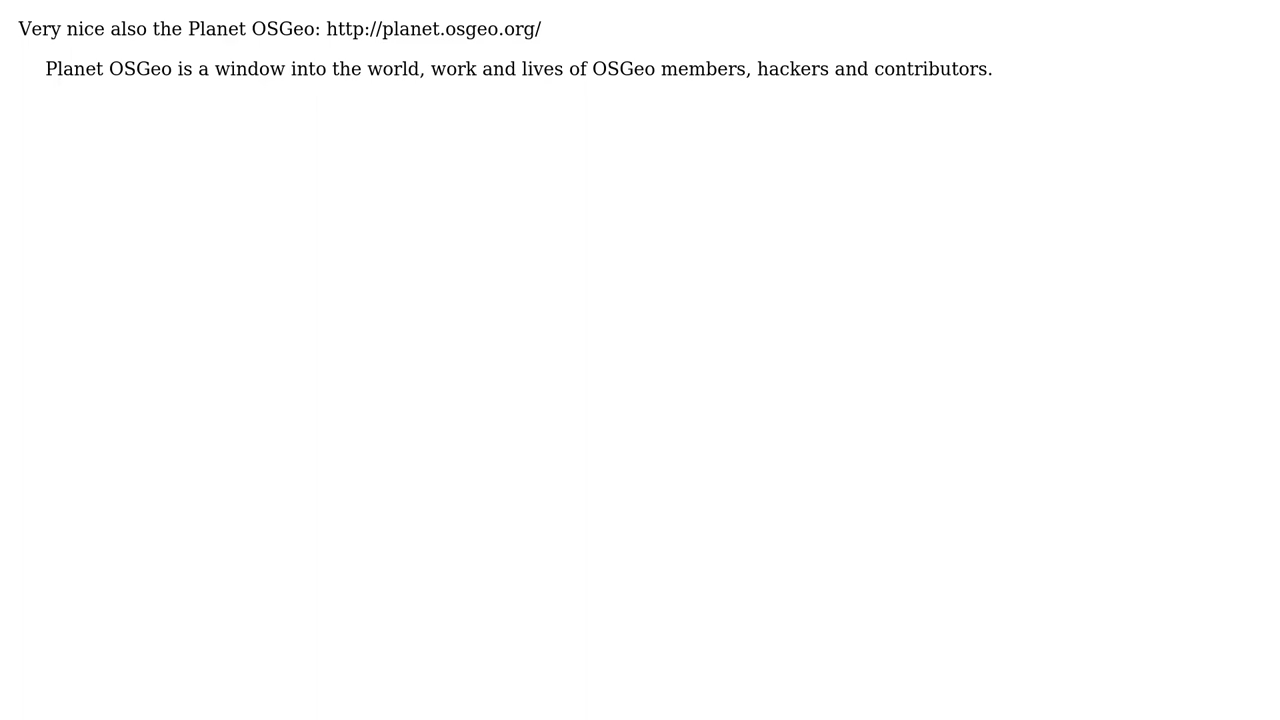 Very nice also the Planet OSGeo: http://planet.osgeo.org/
Planet OSGeo is a window into the world, work and lives of OSGeo members, hackers and contributors.